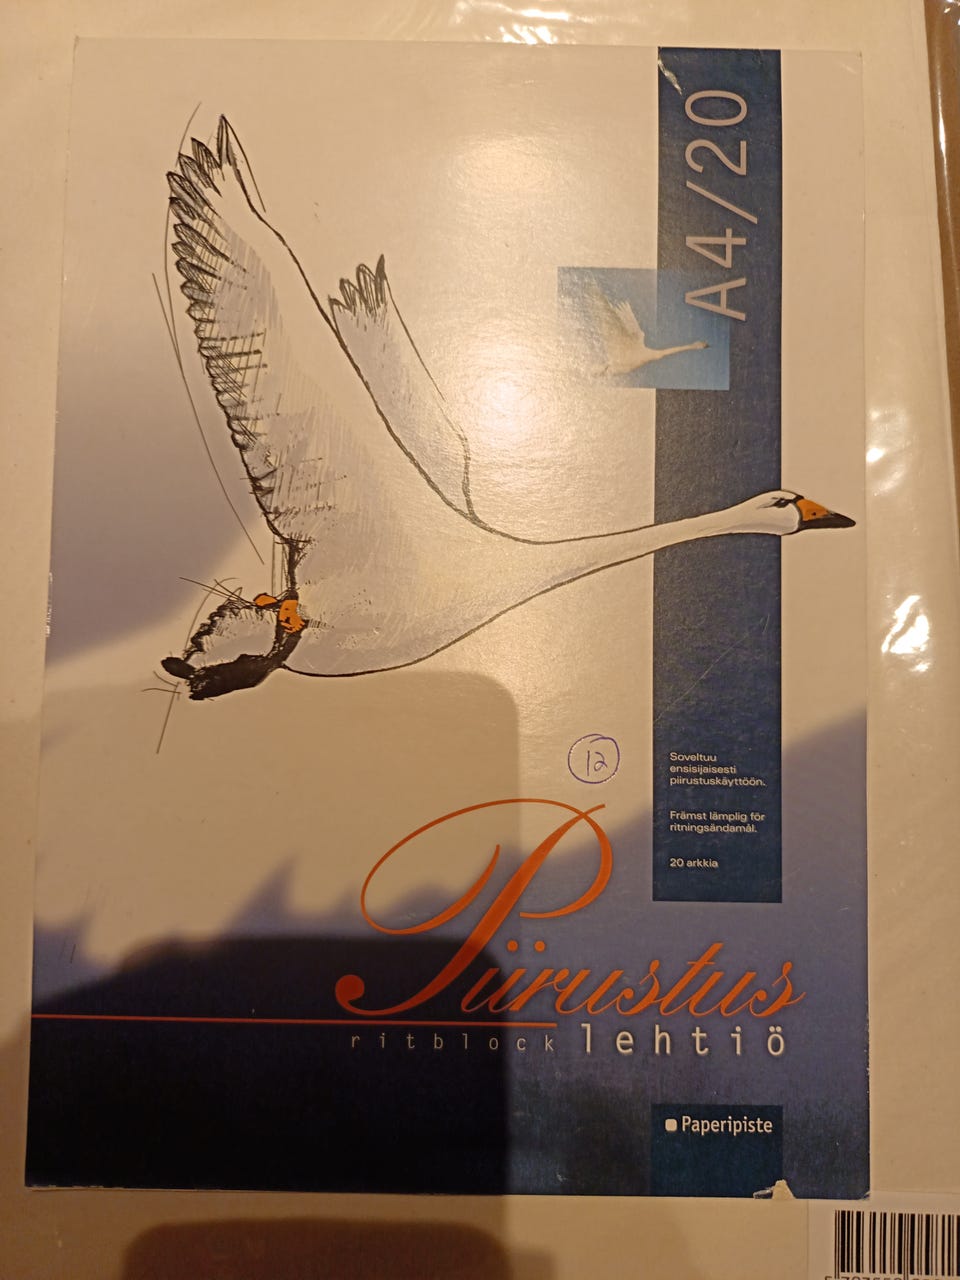 A4/20
12
Soveltuu
ensisijaisesti
piirustuskäyttöön.
Främst lämplig för
ritningsändamål.
20 arkkia
Piirustus
ritblock lehtiö
Paperipiste